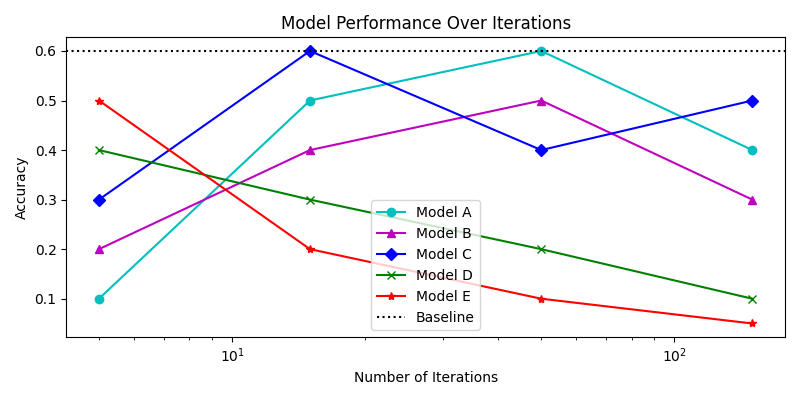 Model Performance Over Iterations
Accuracy
0.6
0.5
0.4
0.3
0.2
0.1
Model A
Model B
Model C
Model D
Model E
Baseline
10¹
10²
Number of Iterations